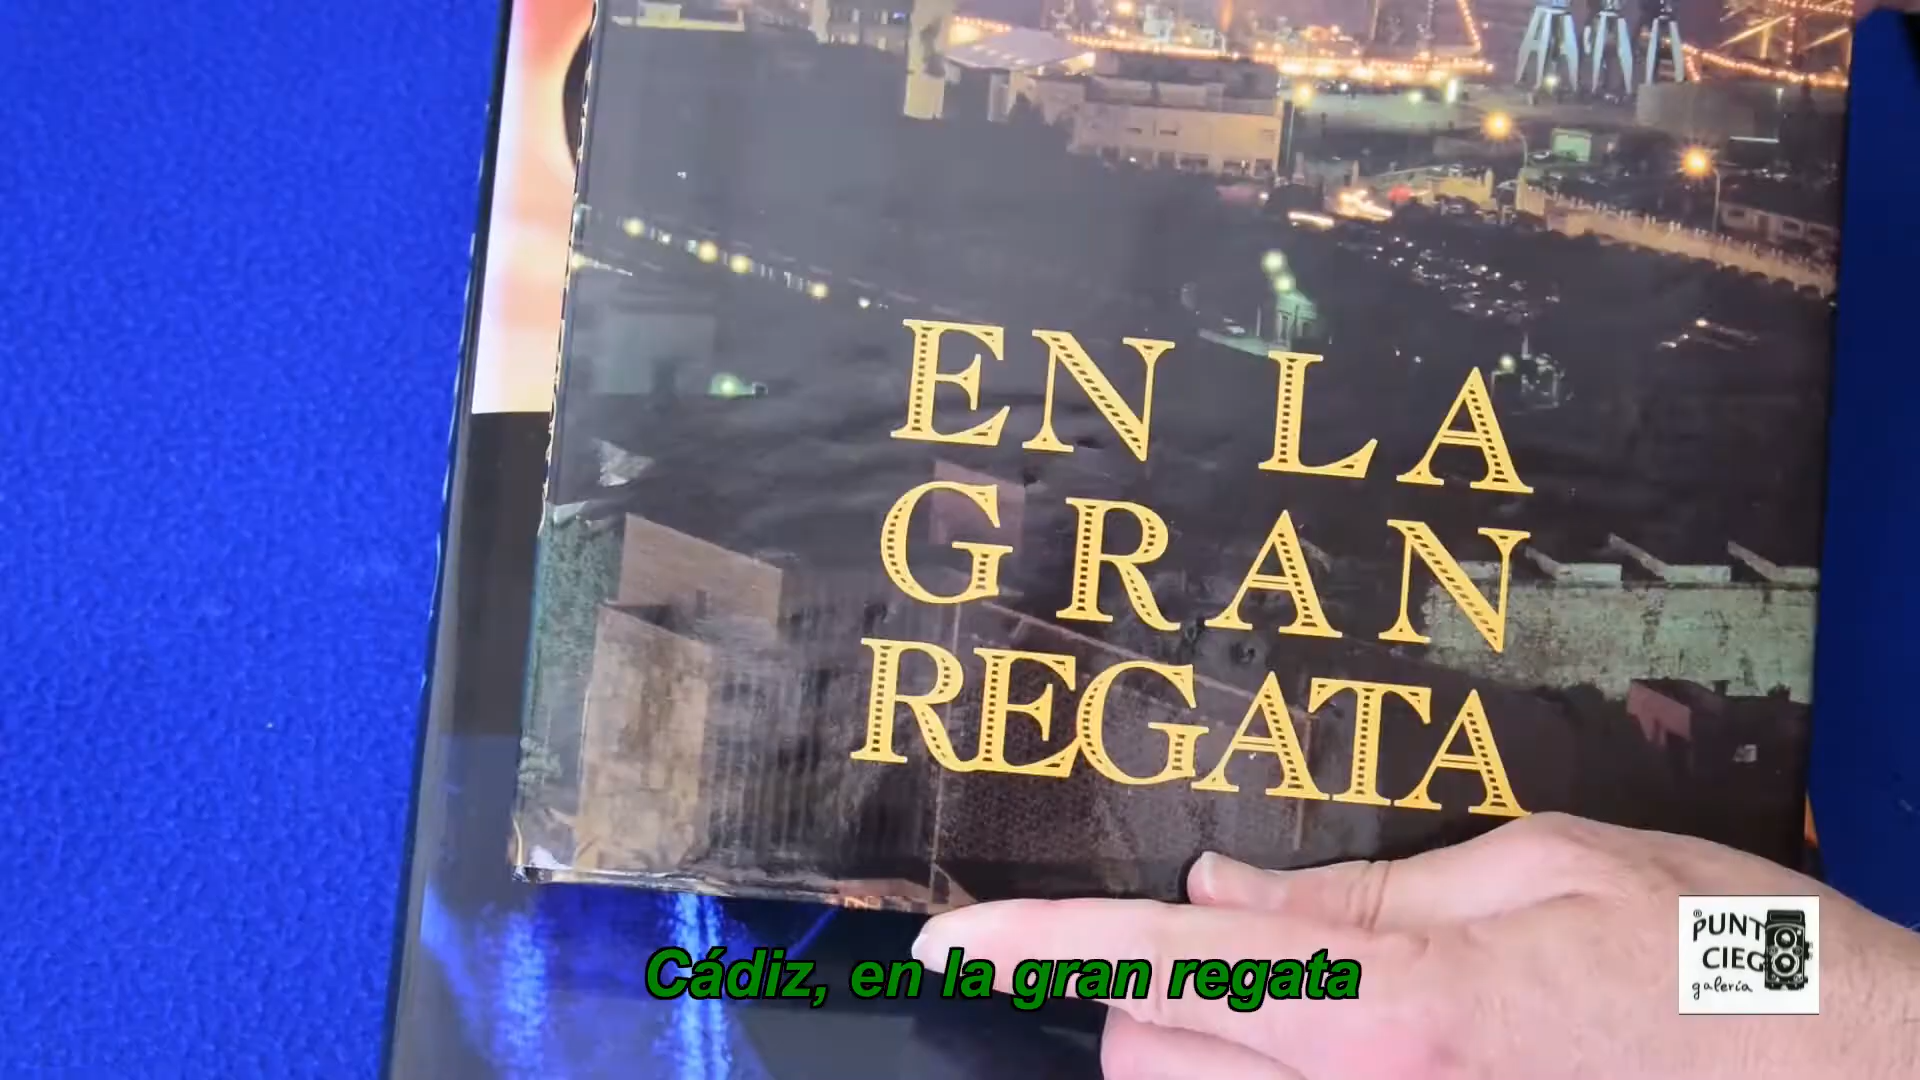 EN LA
GRAN
REGATA
Cádiz, en la gran regata
PUNT
CIEG
galería